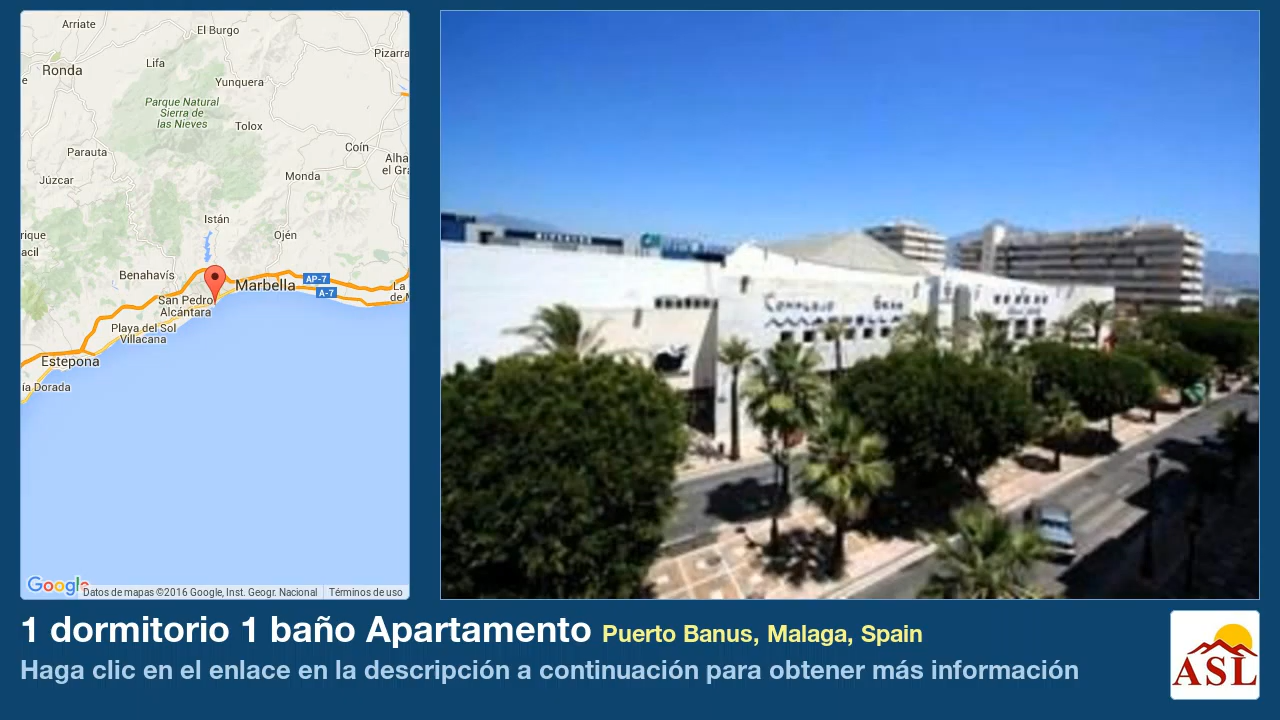 Arriate
El Burgo
Pizarra
Ronda
Lifa
e
Yunquera
Parque Natural
Sierra de
las Nieves
Tolox
Parauta
Coín
Alha
el Gra
Júzcar
Monda
Istán
rique
acil
Ojén
Benahavís
AP-7
Marbella
La
de M
A-7
San Pedro
Alcántara
Playa del Sol
Villacana
Estepona
ía Dorada
Google
Datos de mapas ©2016 Google, Inst. Geogr. Nacional
Términos de uso
COMPLEJO
MARBELLA
1 dormitorio 1 baño Apartamento Puerto Banus, Malaga, Spain
Haga clic en el enlace en la descripción a continuación para obtener más información
ASL